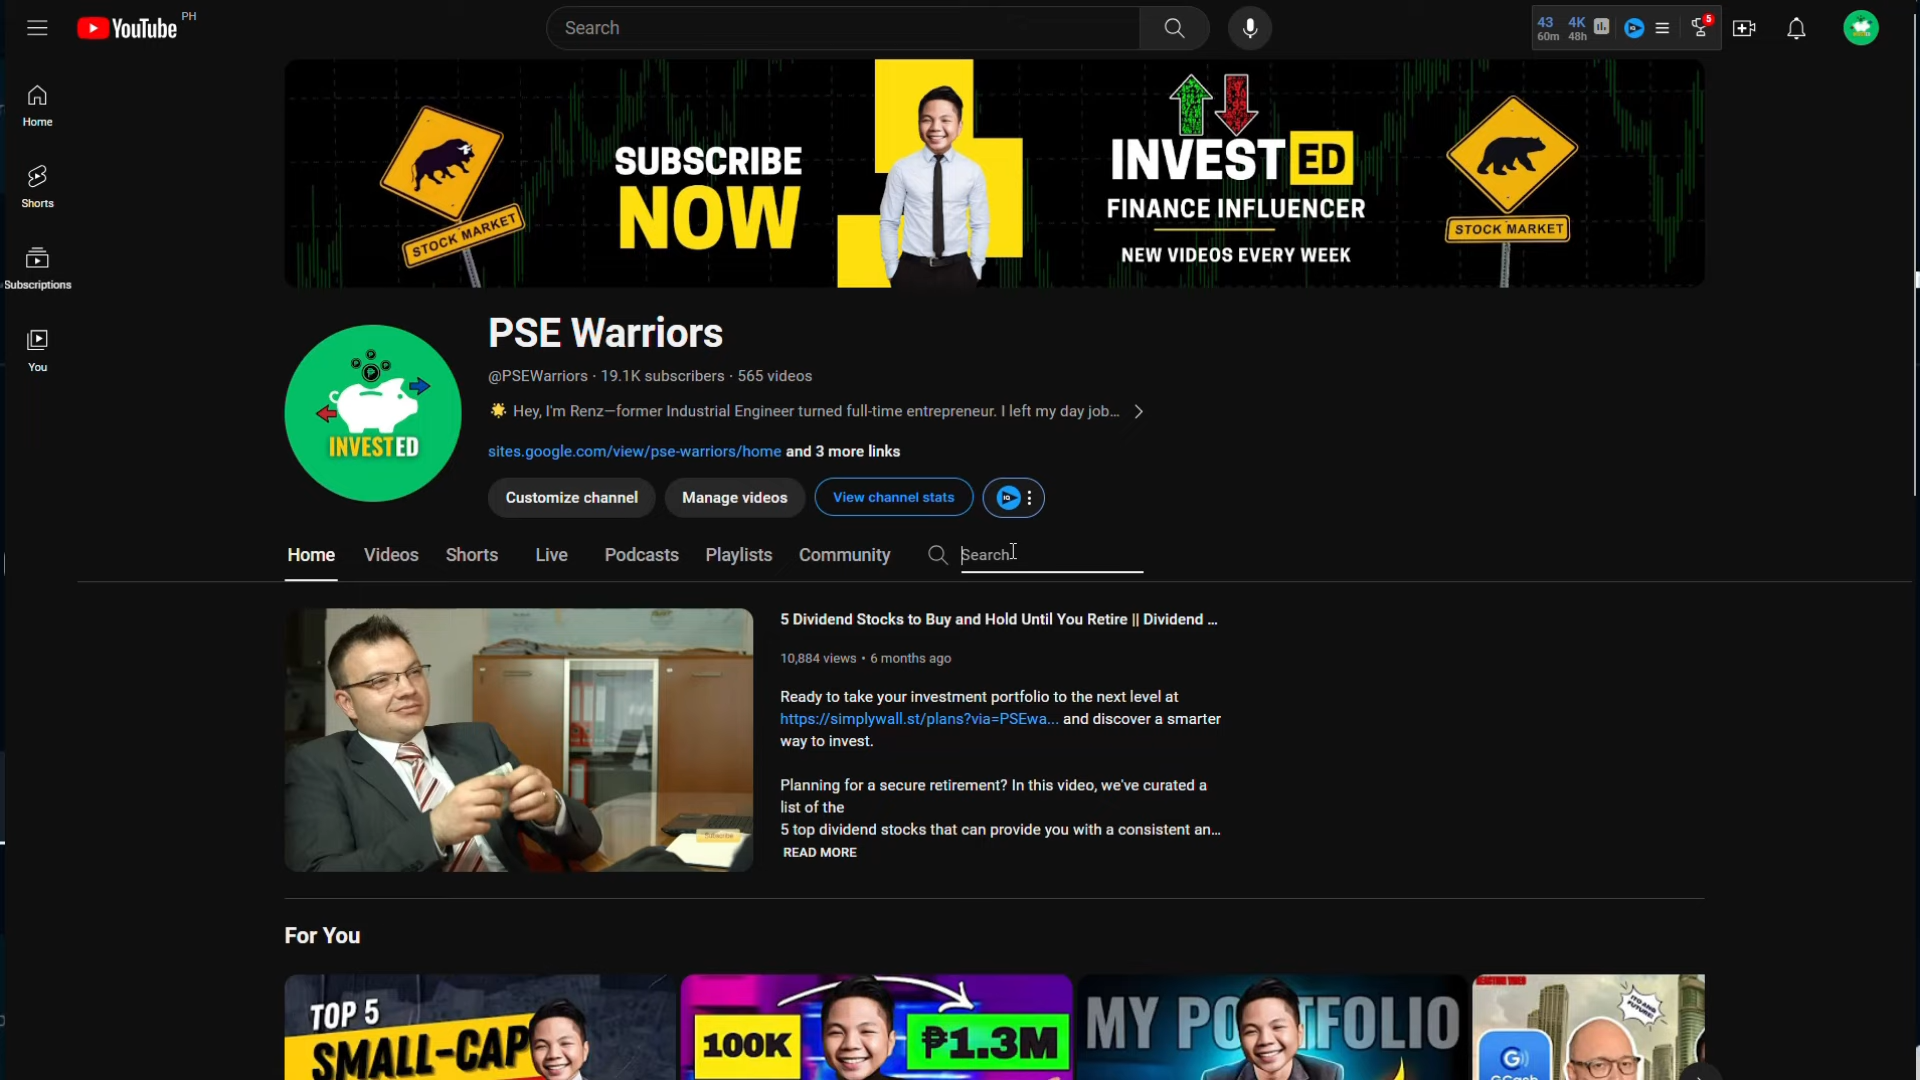 YouTube PH
Search
43 4K
60m 48h
5
Home
Shorts
Subscriptions
You
STOCK MARKET
SUBSCRIBE
NOW
INVESTED
FINANCE INFLUENCER
NEW VIDEOS EVERY WEEK
STOCK MARKET
INVESTED
PSE Warriors
@PSEWarriors · 19.1K subscribers · 565 videos
🌟 Hey, I'm Renz—former Industrial Engineer turned full-time entrepreneur. I left my day job...
sites.google.com/view/pse-warriors/home and 3 more links
Customize channel Manage videos View channel stats IQ
Home Videos Shorts Live Podcasts Playlists Community Search
5 Dividend Stocks to Buy and Hold Until You Retire || Dividend ...
10,884 views • 6 months ago
Ready to take your investment portfolio to the next level at
https://simplywall.st/plans?via=PSEwa... and discover a smarter
way to invest.
Planning for a secure retirement? In this video, we've curated a
list of the
5 top dividend stocks that can provide you with a consistent an...
READ MORE
Subscribe
For You
TOP 5
SMALL-CAP
100K ₱1.3M
MY PORTFOLIO
REACTION VIDEO
GCash